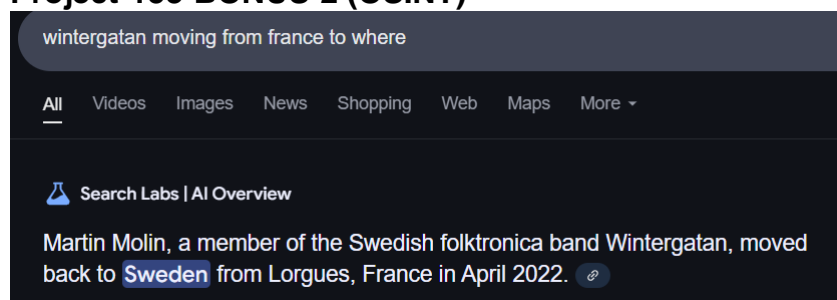 wintergatan moving from france to where
All Videos Images News Shopping Web Maps More
Search Labs | AI Overview
Martin Molin, a member of the Swedish folktronica band Wintergatan, moved
back to Sweden from Lorgues, France in April 2022.